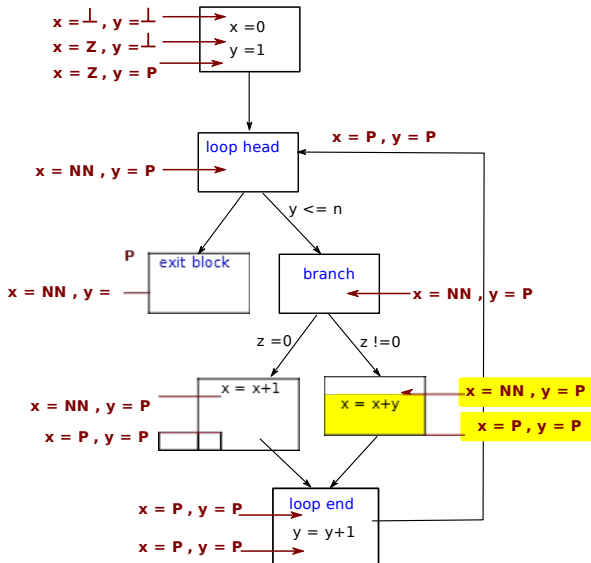 x = ⊥ , y = ⊥
x =0
x = Z , y = ⊥
y =1
x = Z , y = P
x = P , y = P
loop head
x = NN , y = P
y <= n
P
exit block
branch
x = NN , y =
x = NN , y = P
z =0
z !=0
x = x+1
x = NN , y = P
x = NN , y = P
x = x+y
x = P , y = P
x = P , y = P
loop end
x = P , y = P
y = y+1
x = P , y = P